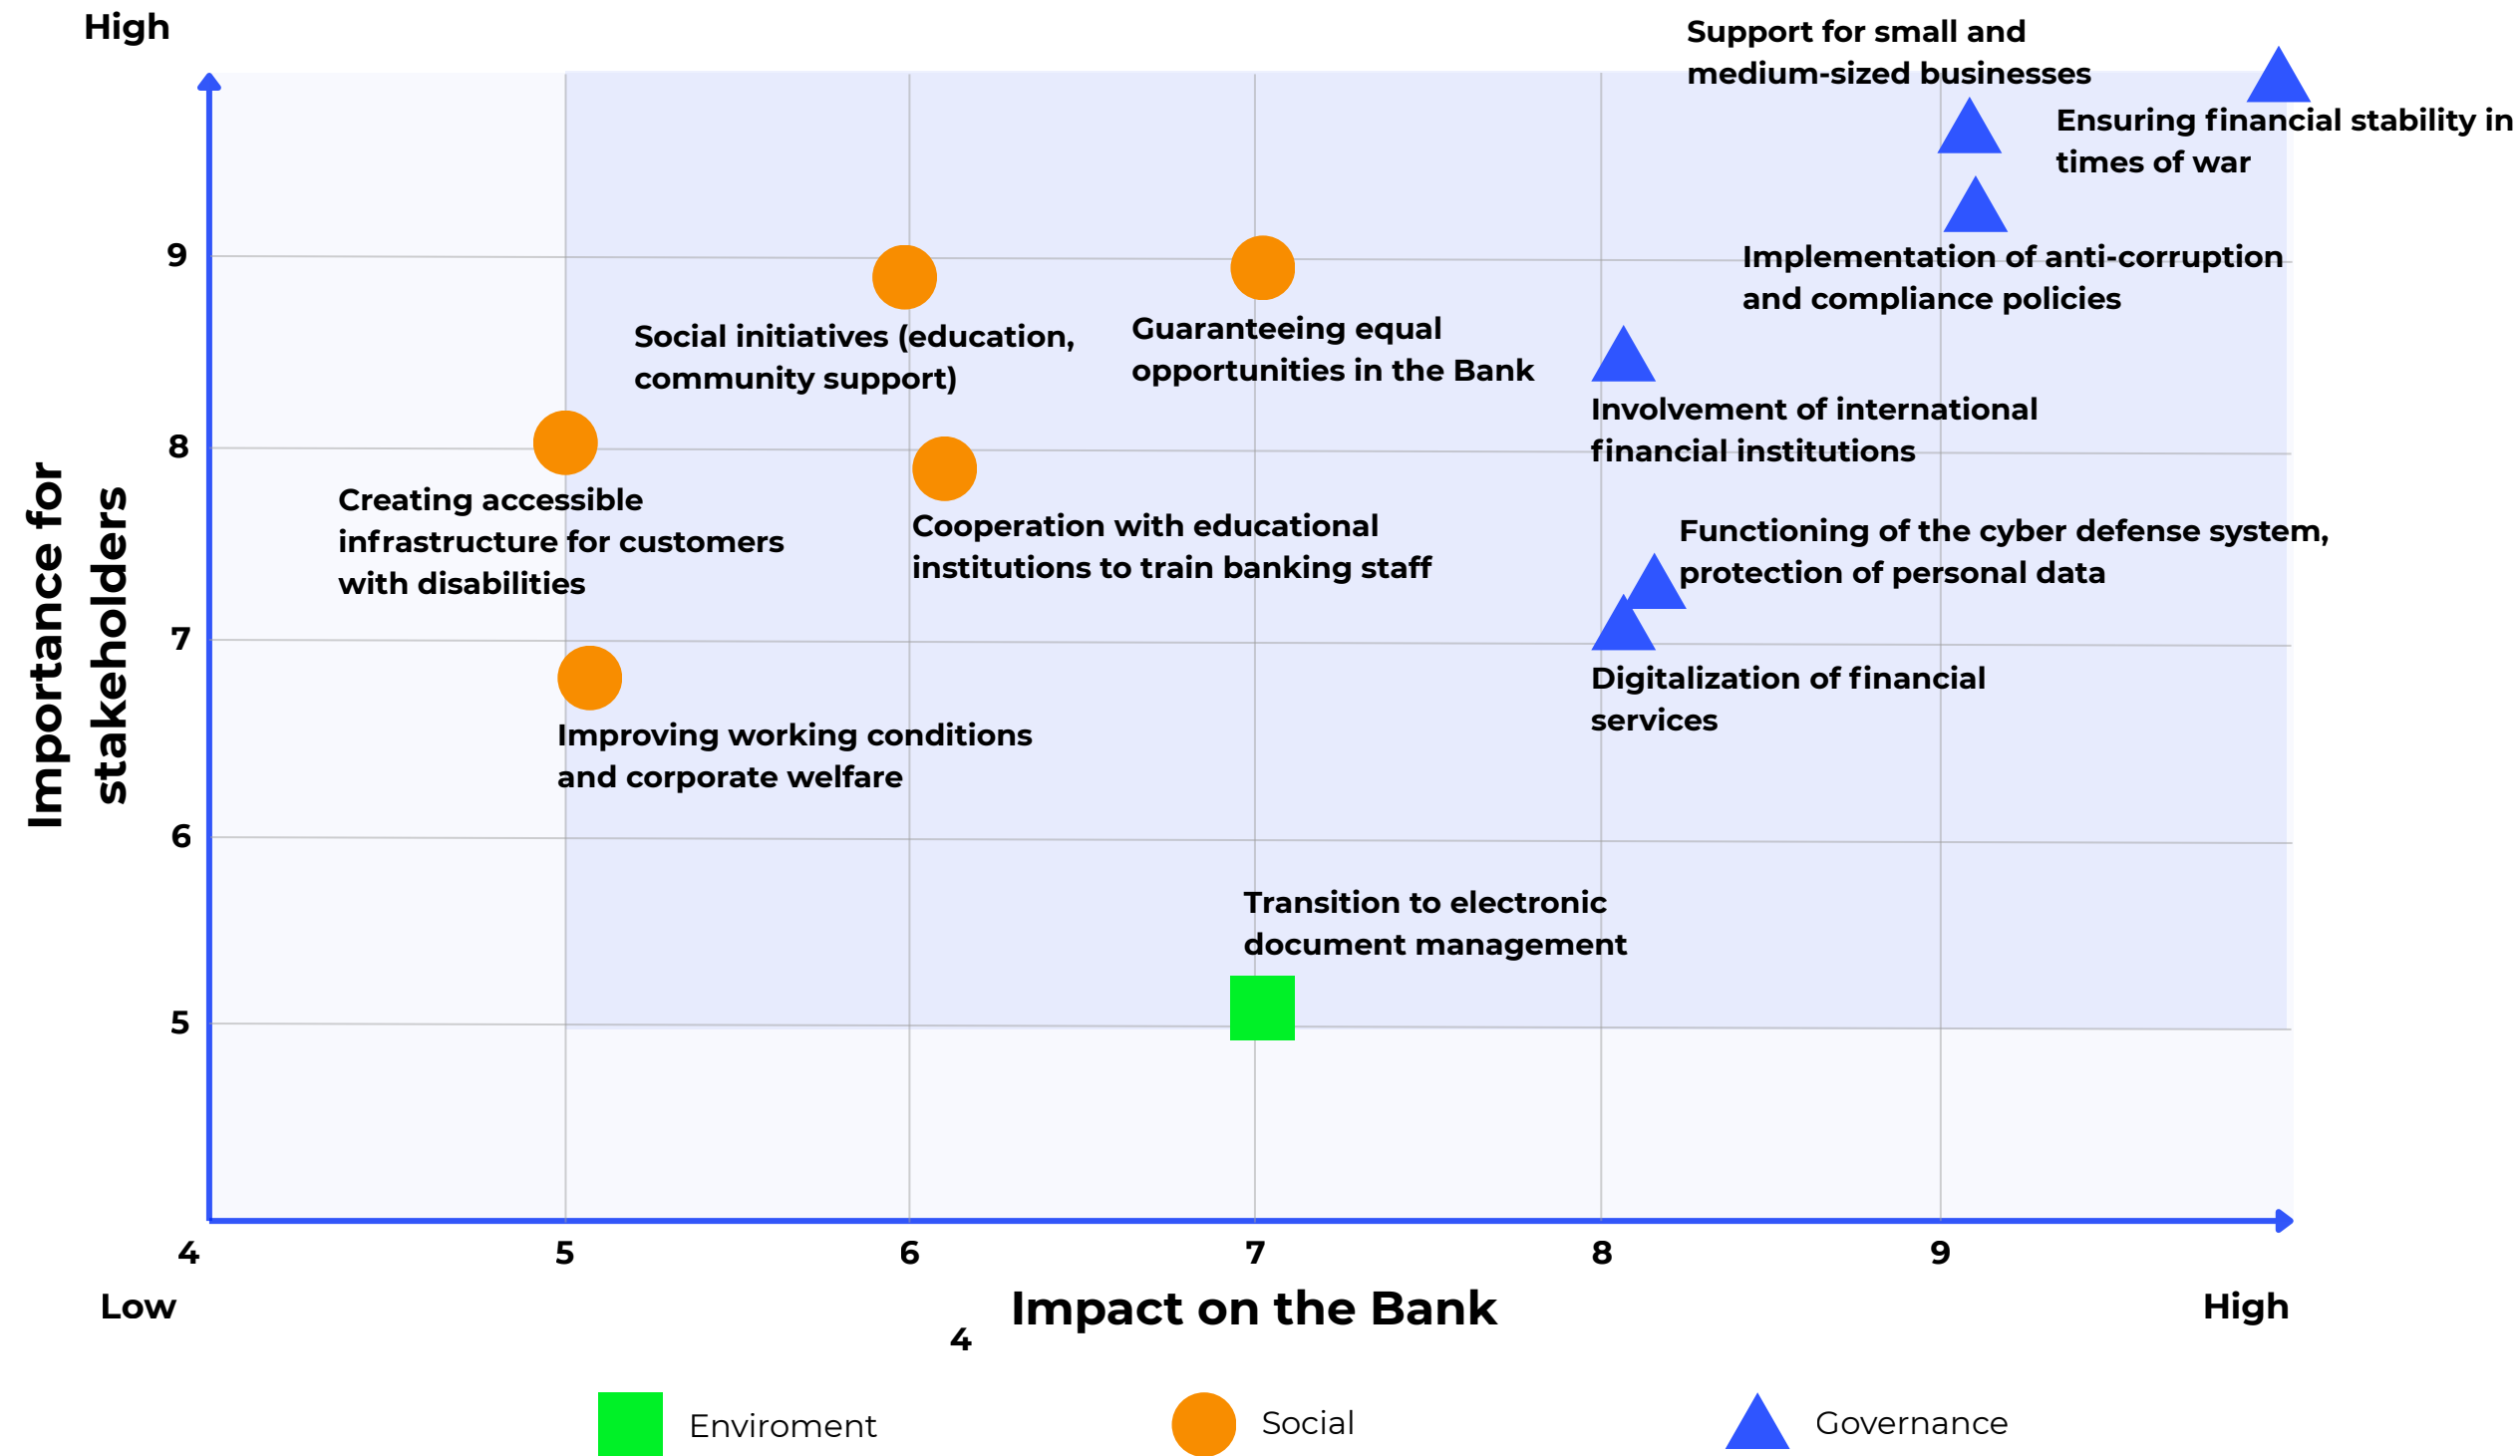 High
Support for small and
medium-sized businesses
Ensuring financial stability in
times of war
9
Implementation of anti-corruption
and compliance policies
Social initiatives (education,
community support)
Guaranteeing equal
opportunities in the Bank
Involvement of international
financial institutions
8
Creating accessible
infrastructure for customers
with disabilities
Cooperation with educational
institutions to train banking staff
Functioning of the cyber defense system,
protection of personal data
Importance for
stakeholders
7
Digitalization of financial
services
Improving working conditions
and corporate welfare
6
Transition to electronic
document management
5
4
5
6
7
8
9
Low
Impact on the Bank
High
4
Enviroment
Social
Governance